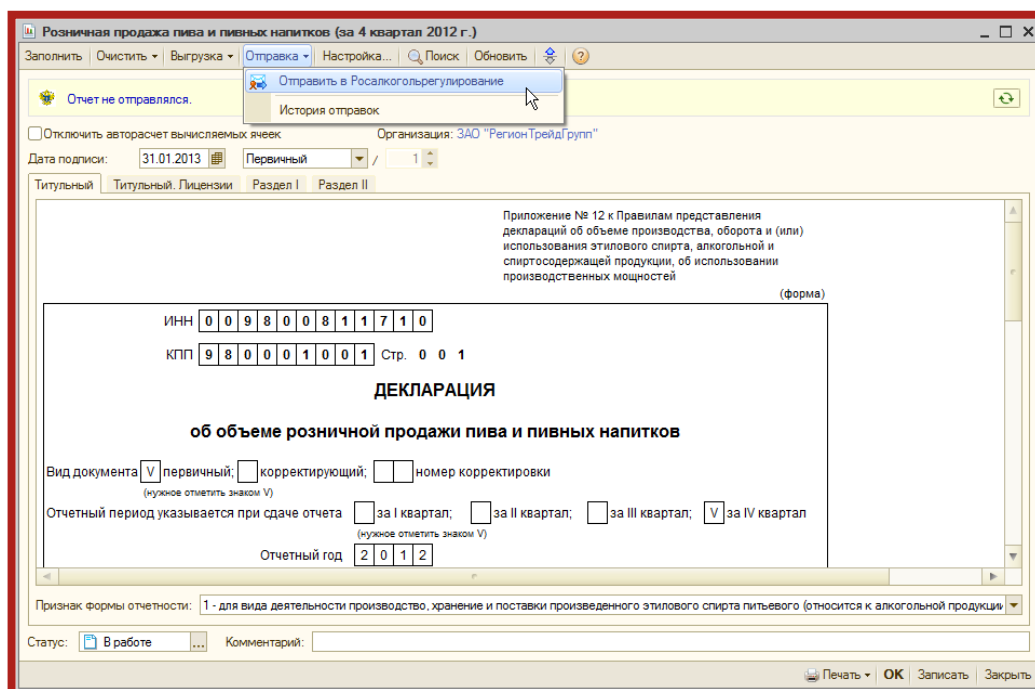 Розничная продажа пива и пивных напитков (за 4 квартал 2012 г.)
Заполнить Очистить Выгрузка Отправка Настройка... Поиск Обновить
Отправить в Росалкогольрегулирование
История отправок
Отчет не отправлялся.
Отключить авторасчет вычисляемых ячеек Организация: ЗАО "РегионТрейдГрупп"
Дата подписи: 31.01.2013 Первичный / 1
Титульный Титульный. Лицензии Раздел I Раздел II
Приложение № 12 к Правилам представления
деклараций об объеме производства, оборота и (или)
использования этилового спирта, алкогольной и
спиртосодержащей продукции, об использовании
производственных мощностей
(форма)
ИНН 0 0 9 8 0 0 8 1 1 7 1 0
КПП 9 8 0 0 0 1 0 0 1 Стр. 0 0 1
ДЕКЛАРАЦИЯ
об объеме розничной продажи пива и пивных напитков
Вид документа V первичный; корректирующий; номер корректировки
(нужное отметить знаком V)
Отчетный период указывается при сдаче отчета за I квартал; за II квартал; за III квартал; V за IV квартал
(нужное отметить знаком V)
Отчетный год 2 0 1 2
Признак формы отчетности: 1 - для вида деятельности производство, хранение и поставки произведенного этилового спирта питьевого (относится к алкогольной продукции
Статус: В работе ... Комментарий:
Печать OK Записать Закрыть